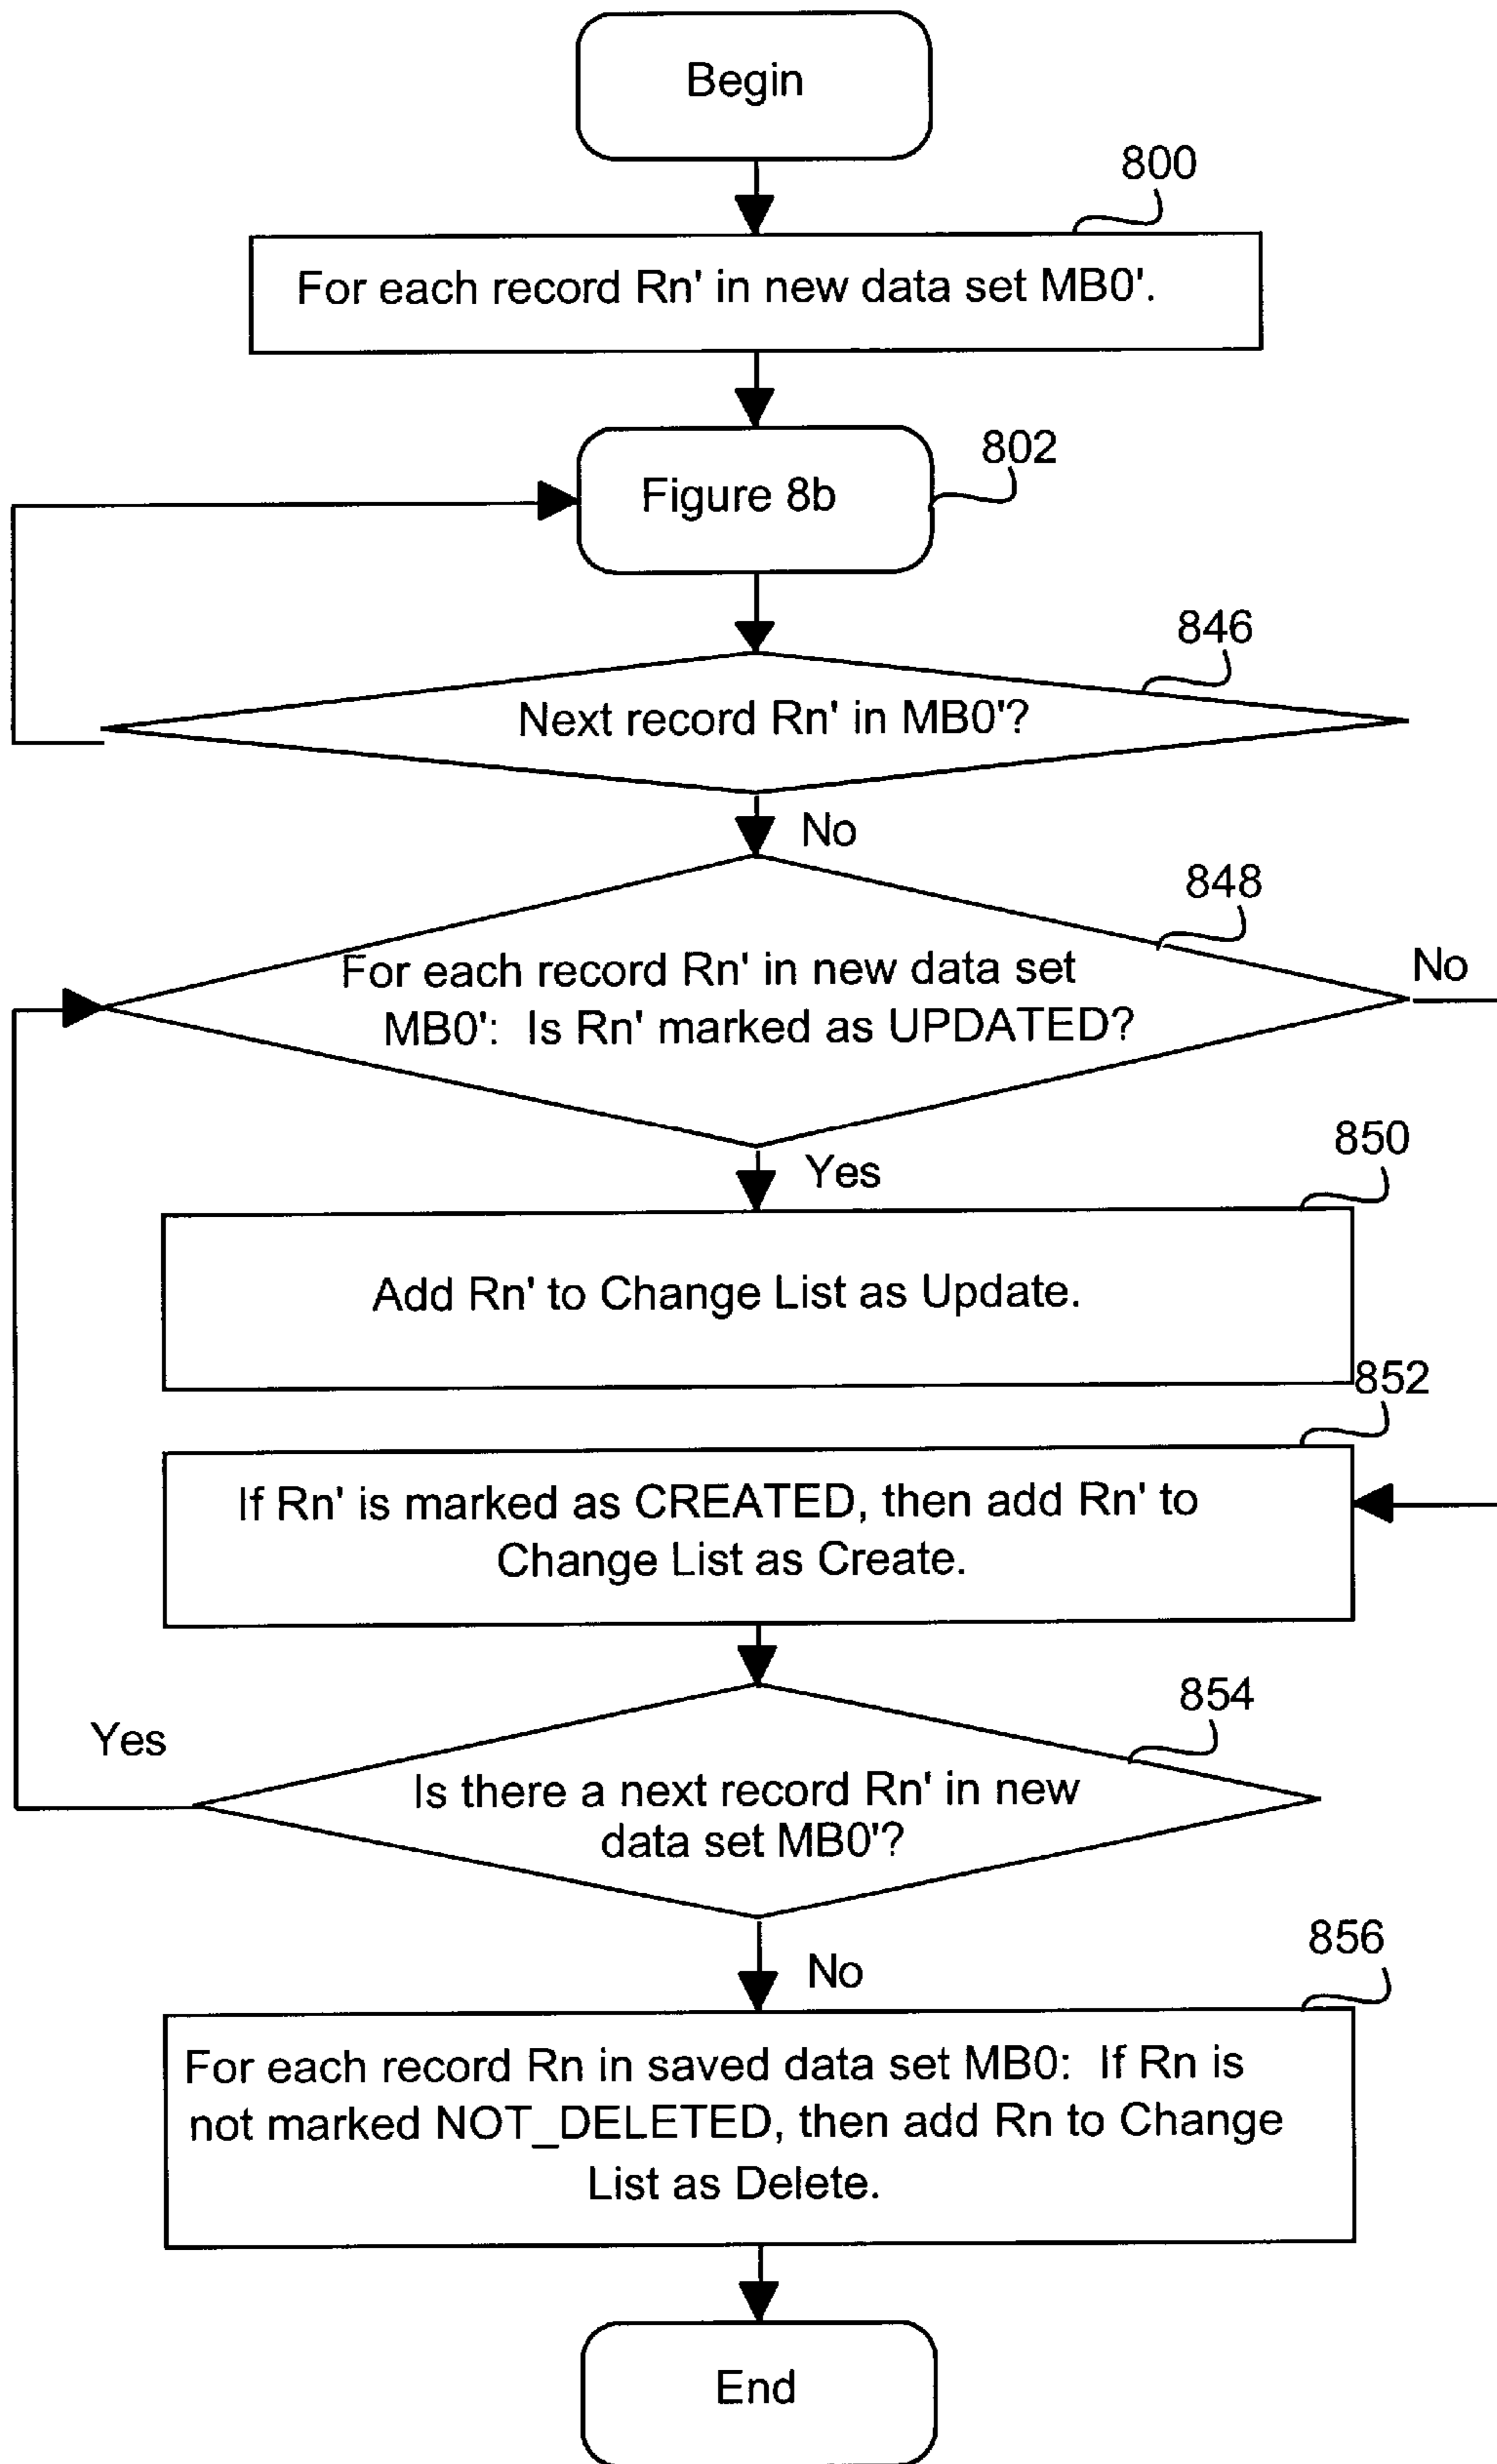 Begin
800
For each record Rn' in new data set MB0'.
802
Figure 8b
846
Next record Rn' in MB0'?
No
848
For each record Rn' in new data set
MB0': Is Rn' marked as UPDATED?
No
Yes
850
Add Rn' to Change List as Update.
852
If Rn' is marked as CREATED, then add Rn' to
Change List as Create.
854
Yes
Is there a next record Rn' in new
data set MB0'?
No
856
For each record Rn in saved data set MB0: If Rn is
not marked NOT_DELETED, then add Rn to Change
List as Delete.
End